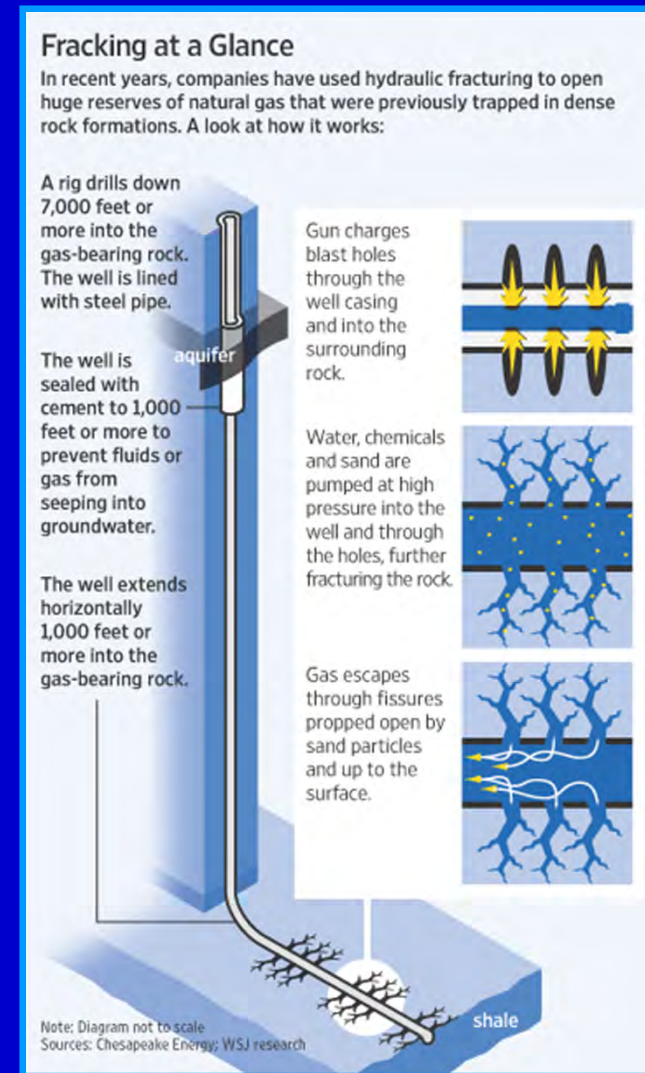 Fracking at a Glance
In recent years, companies have used hydraulic fracturing to open
huge reserves of natural gas that were previously trapped in dense
rock formations. A look at how it works:
A rig drills down
7,000 feet or
more into the
gas-bearing rock.
The well is lined
with steel pipe.
aquifer
The well is
sealed with
cement to 1,000
feet or more to
prevent fluids or
gas from
seeping into
groundwater.
The well extends
horizontally
1,000 feet or
more into the
gas-bearing rock.
Gun charges
blast holes
through the
well casing
and into the
surrounding
rock.
Water, chemicals
and sand are
pumped at high
pressure into the
well and through
the holes, further
fracturing the rock.
Gas escapes
through fissures
propped open by
sand particles
and up to the
surface.
shale
Note: Diagram not to scale
Sources: Chesapeake Energy; WSJ research